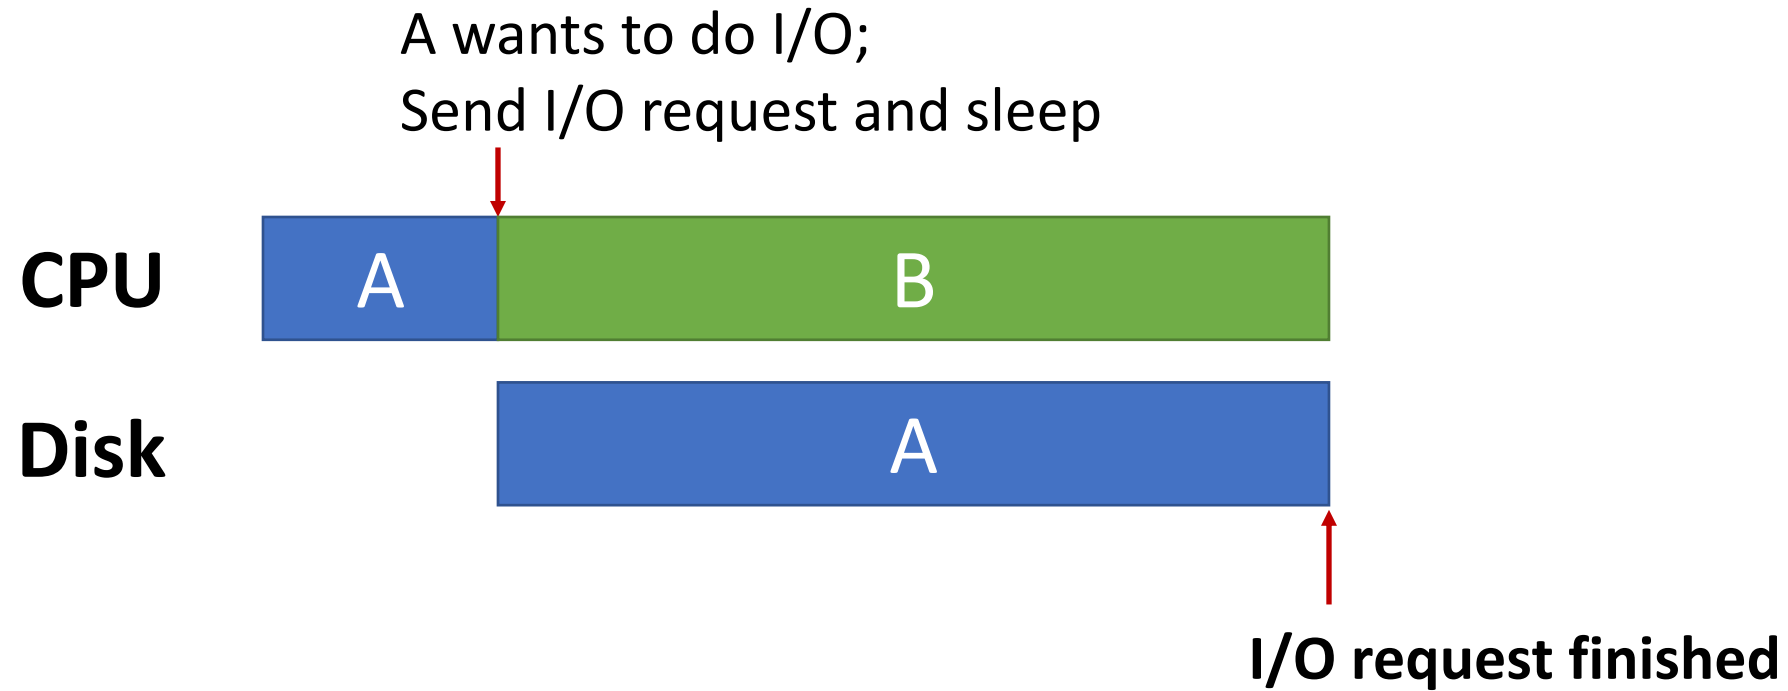 A wants to do I/O;
Send I/O request and sleep
CPU
A
B
Disk
A
I/O request finished